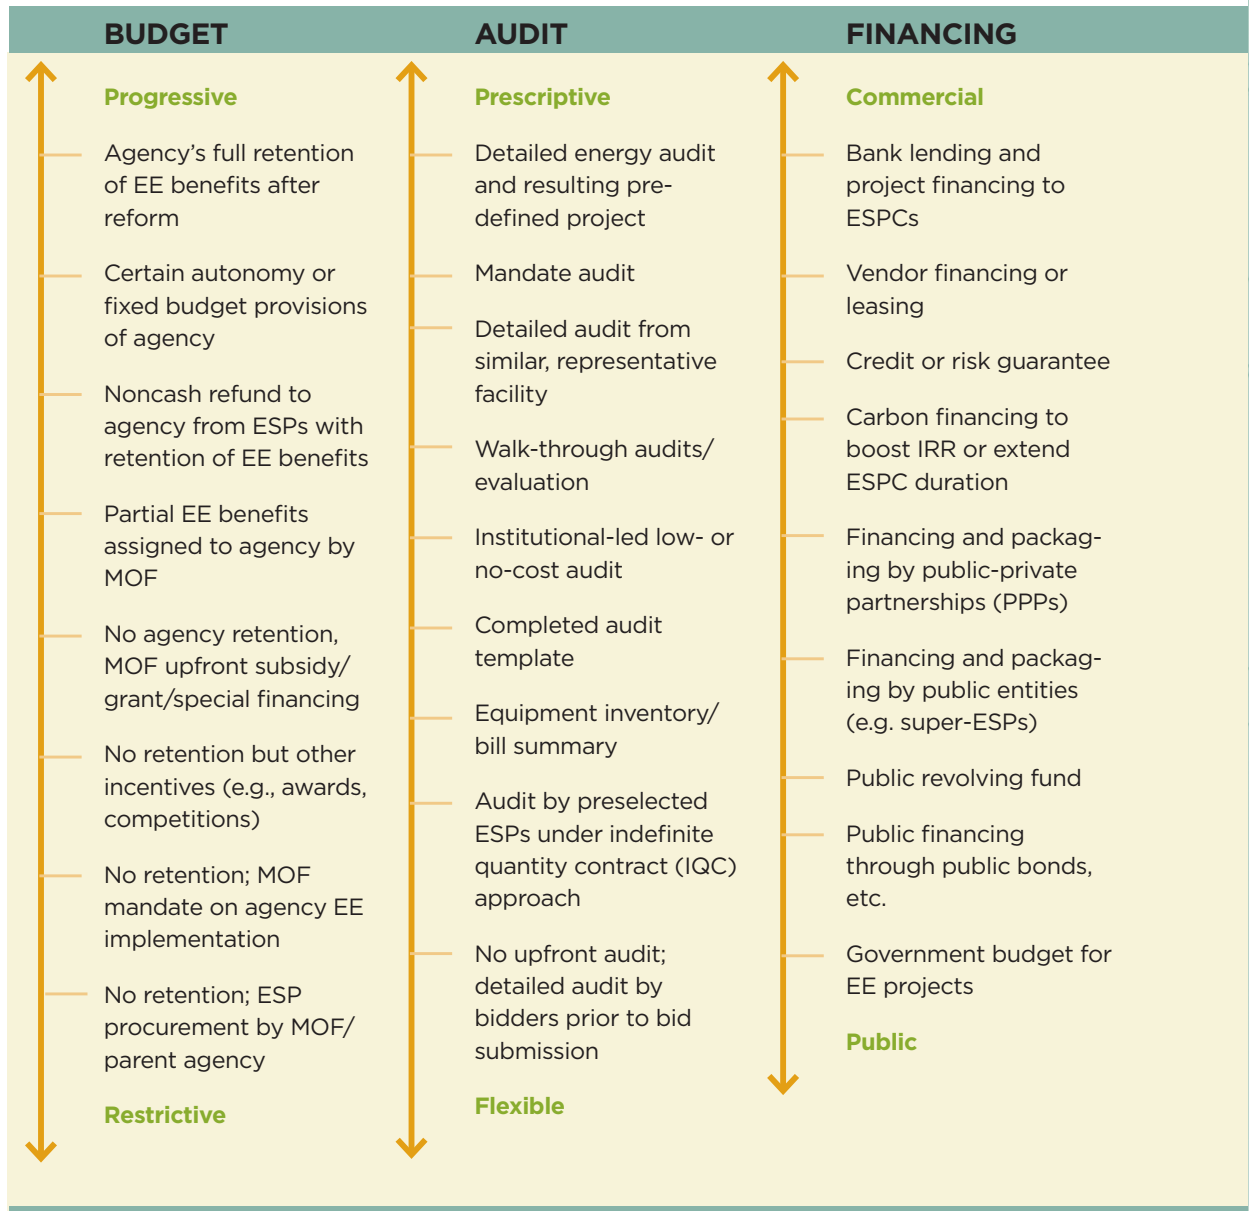 BUDGET
Progressive
Agency’s full retention
of EE benefits after
reform
Certain autonomy or
fixed budget provisions
of agency
Noncash refund to
agency from ESPs with
retention of EE benefits
Partial EE benefits
assigned to agency by
MOF
No agency retention,
MOF upfront subsidy/
grant/special financing
No retention but other
incentives (e.g., awards,
competitions)
No retention; MOF
mandate on agency EE
implementation
No retention; ESP
procurement by MOF/
parent agency
Restrictive
AUDIT
Prescriptive
Detailed energy audit
and resulting pre-
defined project
Mandate audit
Detailed audit from
similar, representative
facility
Walk-through audits/
evaluation
Institutional-led low- or
no-cost audit
Completed audit
template
Equipment inventory/
bill summary
Audit by preselected
ESPs under indefinite
quantity contract (IQC)
approach
No upfront audit;
detailed audit by
bidders prior to bid
submission
Flexible
FINANCING
Commercial
Bank lending and
project financing to
ESPCs
Vendor financing or
leasing
Credit or risk guarantee
Carbon financing to
boost IRR or extend
ESPC duration
Financing and packag-
ing by public-private
partnerships (PPPs)
Financing and packag-
ing by public entities
(e.g. super-ESPs)
Public revolving fund
Public financing
through public bonds,
etc.
Government budget for
EE projects
Public